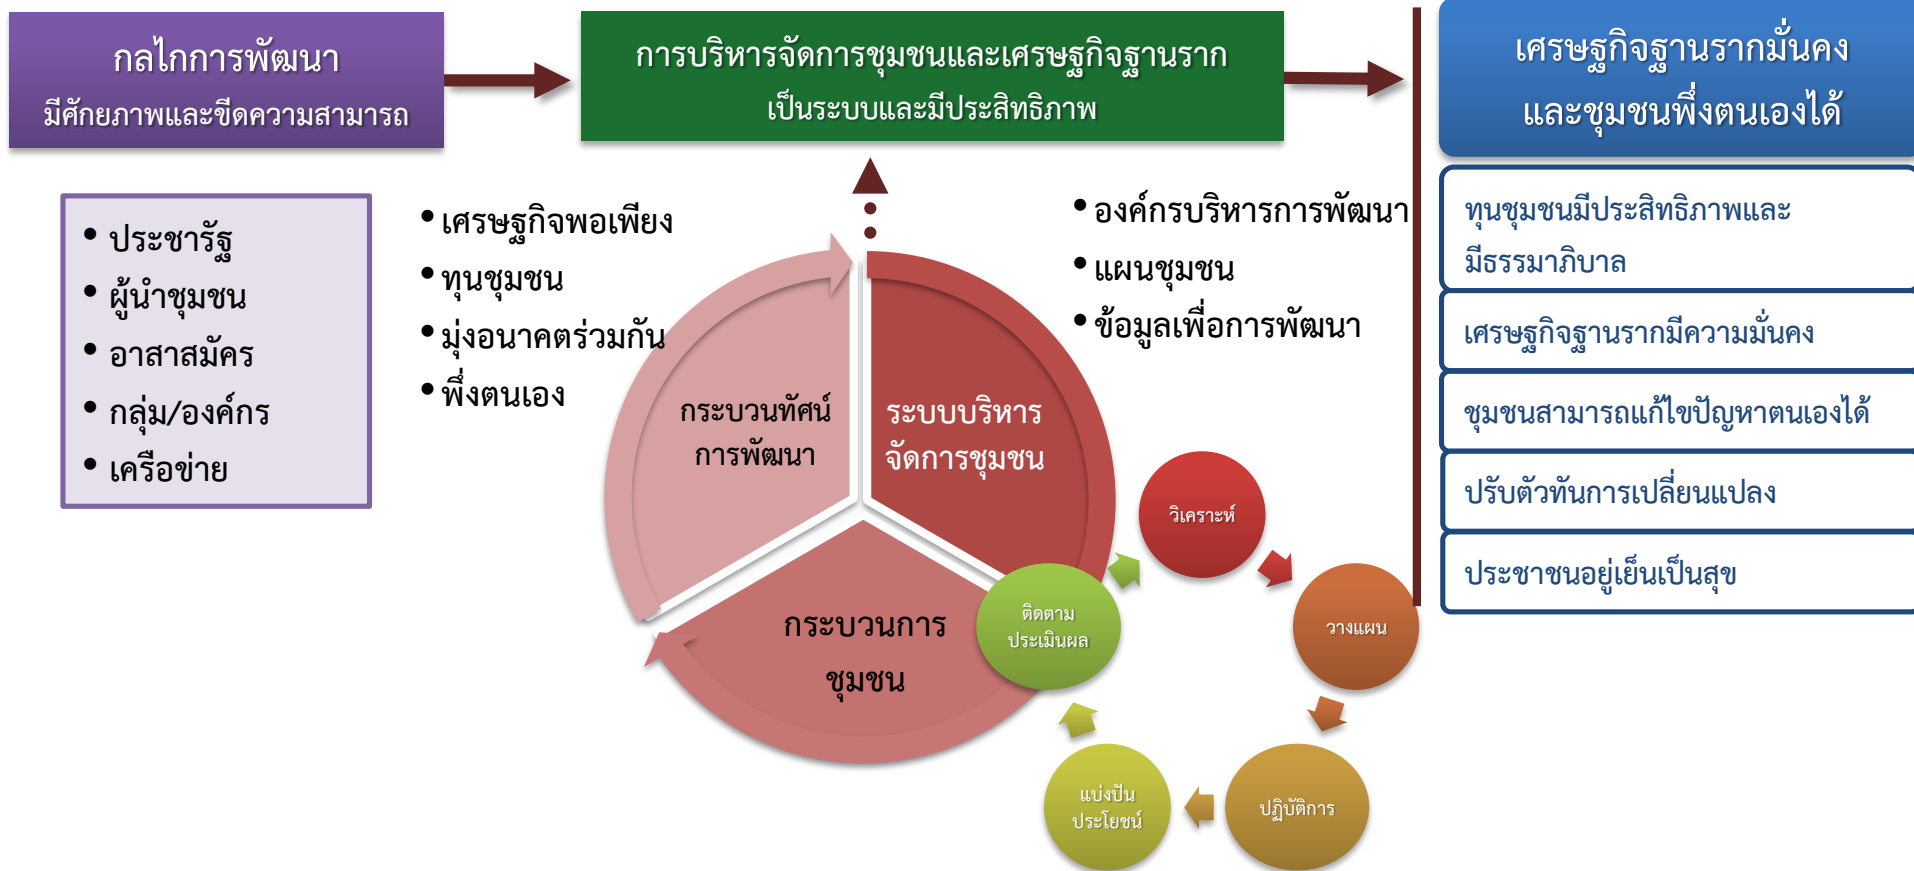 กลไกการพัฒนา
มีศักยภาพและขีดความสามารถ
การบริหารจัดการชุมชนและเศรษฐกิจฐานราก
เป็นระบบและมีประสิทธิภาพ
เศรษฐกิจฐานรากมั่นคง
และชุมชนพึ่งตนเองได้
• ประชารัฐ
• ผู้นำชุมชน
• อาสาสมัคร
• กลุ่ม/องค์กร
• เครือข่าย
• เศรษฐกิจพอเพียง
• ทุนชุมชน
• มุ่งอนาคตร่วมกัน
• พึ่งตนเอง
• องค์กรบริหารการพัฒนา
• แผนชุมชน
• ข้อมูลเพื่อการพัฒนา
กระบวนทัศน์
การพัฒนา
ระบบบริหาร
จัดการชุมชน
กระบวนการ
ชุมชน
วิเคราะห์
วางแผน
ปฏิบัติการ
แบ่งปัน
ประโยชน์
ติดตาม
ประเมินผล
ทุนชุมชนมีประสิทธิภาพและ
มีธรรมาภิบาล
เศรษฐกิจฐานรากมีความมั่นคง
ชุมชนสามารถแก้ไขปัญหาตนเองได้
ปรับตัวทันการเปลี่ยนแปลง
ประชาชนอยู่เย็นเป็นสุข